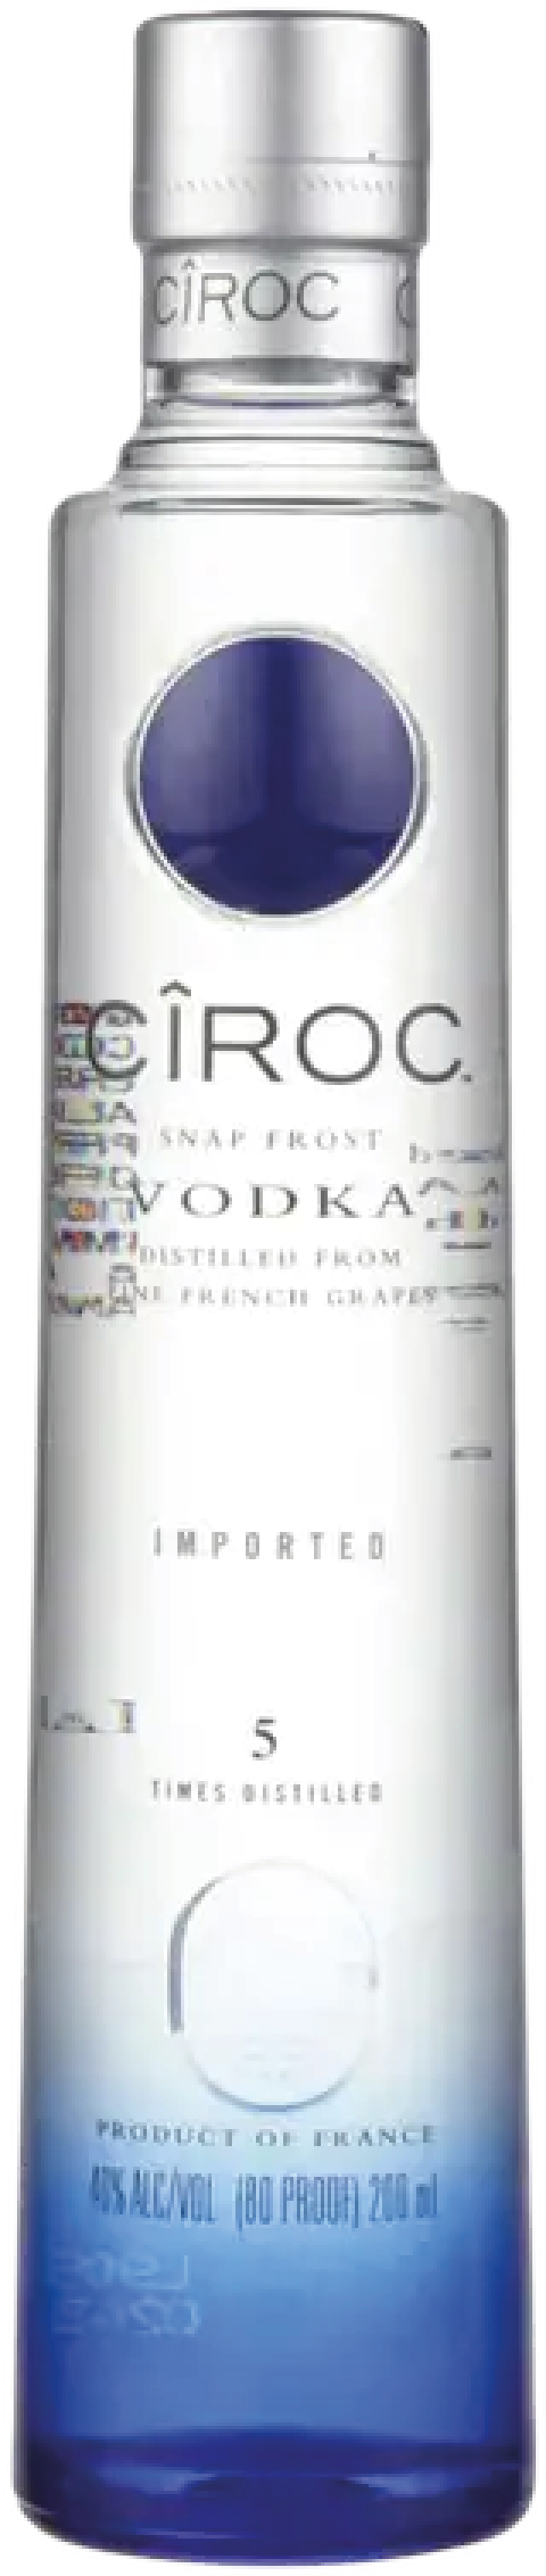 CÎROC
CÎROC.
SNAP FROST
VODKA
DISTILLED FROM
FINE FRENCH GRAPES
IMPORTED
5
TIMES DISTILLED
PRODUCT OF FRANCE
40% ALC/VOL (80 PROOF) 200 ml